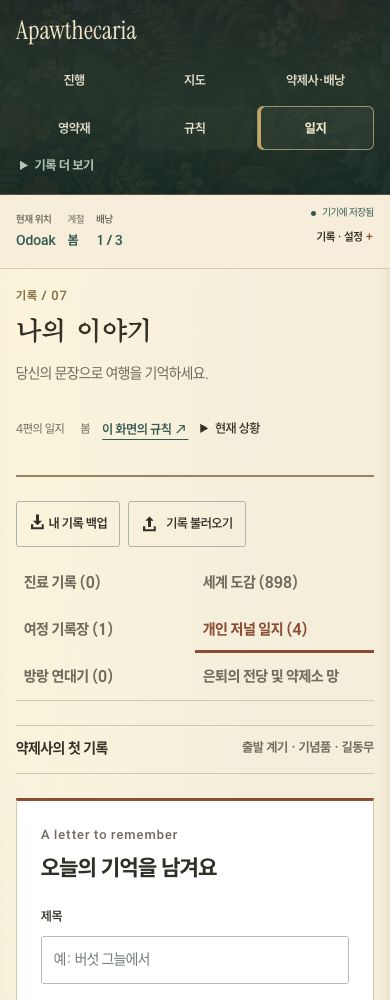 Apawthecaria
진행 지도 약제사·배낭
영약재 규칙 일지
▶ 기록 더 보기
현재 위치 계절 배낭
Odoak 봄 1 / 3
기기에 저장됨
기록 · 설정 +
기록 / 07
나의 이야기
당신의 문장으로 여행을 기억하세요.
4편의 일지 봄 이 화면의 규칙 ↗ ▶ 현재 상황
내 기록 백업 기록 불러오기
진료 기록 (0) 세계 도감 (898)
여정 기록장 (1) 개인 저널 일지 (4)
방랑 연대기 (0) 은퇴의 전당 및 약제소 망
약제사의 첫 기록 출발 계기 · 기념품 · 길동무
A letter to remember
오늘의 기억을 남겨요
제목
예: 버섯 그늘에서